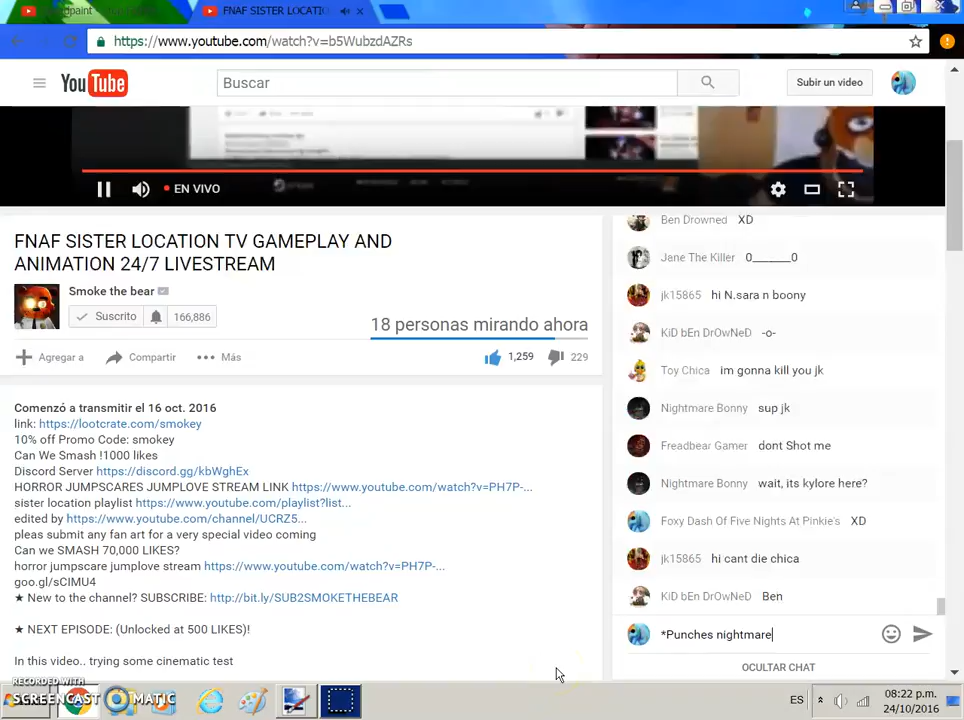 FNAF SISTER LOCATI
https://www.youtube.com/watch?v=b5WubzdAZRs
YouTube
Buscar
Subir un video
EN VIVO
FNAF SISTER LOCATION TV GAMEPLAY AND
ANIMATION 24/7 LIVESTREAM
Smoke the bear
Suscrito
166,886
18 personas mirando ahora
Agregar a
Compartir
Más
1,259
229
Comenzó a transmitir el 16 oct. 2016
link: https://lootcrate.com/smokey
10% off Promo Code: smokey
Can We Smash !1000 likes
Discord Server https://discord.gg/kbWghEx
HORROR JUMPSCARES JUMPLOVE STREAM LINK https://www.youtube.com/watch?v=PH7P-...
sister location playlist https://www.youtube.com/playlist?list...
edited by https://www.youtube.com/channel/UCRZ5...
pleas submit any fan art for a very special video coming
Can we SMASH 70,000 LIKES?
horror jumpscare jumplove stream https://www.youtube.com/watch?v=PH7P-...
goo.gl/sCIMU4
★ New to the channel? SUBSCRIBE: http://bit.ly/SUB2SMOKETHEBEAR
★ NEXT EPISODE: (Unlocked at 500 LIKES)!
In this video.. trying some cinematic test
Ben Drowned XD
Jane The Killer 0______0
jk15865 hi N.sara n boony
KiD bEn DrOwNeD -o-
Toy Chica im gonna kill you jk
Nightmare Bonny sup jk
Freadbear Gamer dont Shot me
Nightmare Bonny wait, its kylore here?
Foxy Dash Of Five Nights At Pinkie's XD
jk15865 hi cant die chica
KiD bEn DrOwNeD Ben
*Punches nightmare
OCULTAR CHAT
RECORDED WITH
SCREENCAST MATIC
ES
08:22 p.m.
24/10/2016